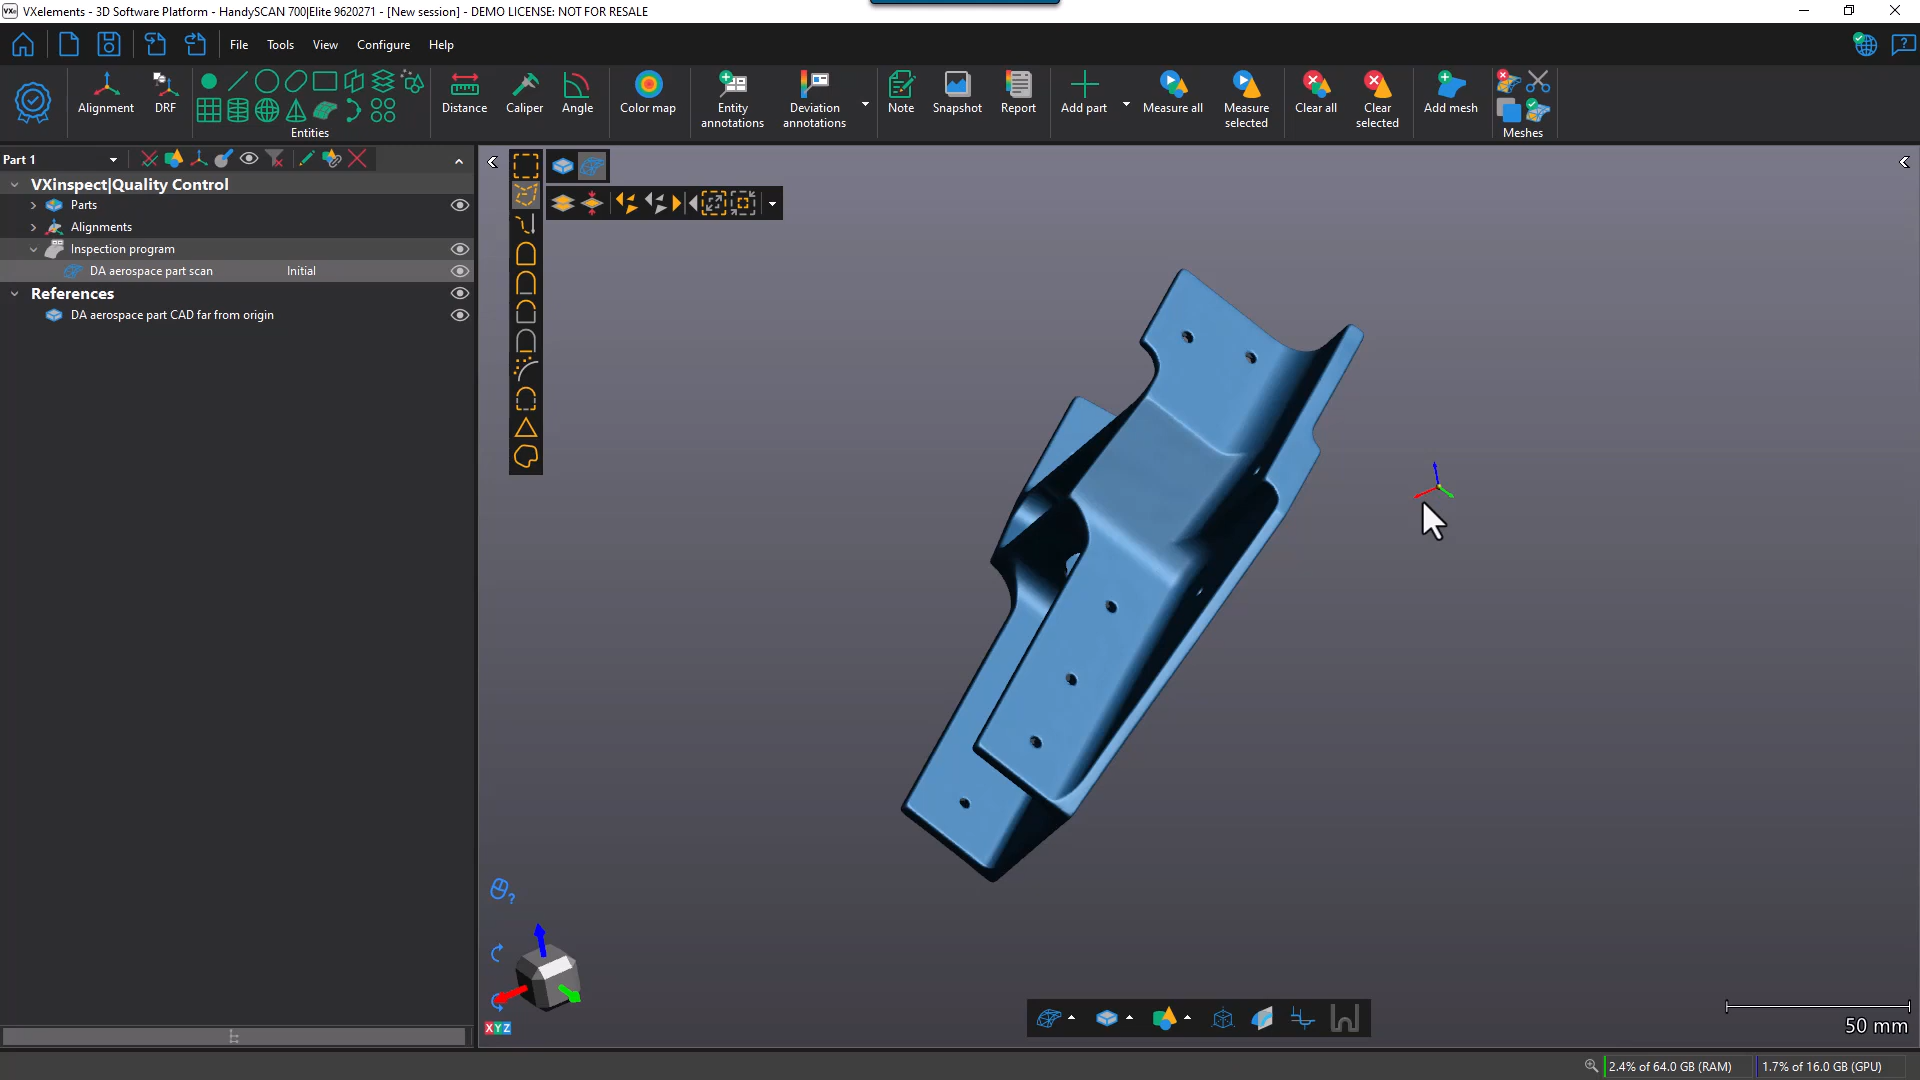 VXelements - 3D Software Platform - HandySCAN 700|Elite 9620271 - [New session] - DEMO LICENSE: NOT FOR RESALE
File Tools View Configure Help
Alignment DRF Entities Distance Caliper Angle Color map Entity annotations Deviation annotations Note Snapshot Report Add part Measure all Measure selected Clear all Clear selected Add mesh Meshes
Part 1
VXinspect|Quality Control
Parts
Alignments
Inspection program
DA aerospace part scan Initial
References
DA aerospace part CAD far from origin
XYZ
50 mm
2.4% of 64.0 GB (RAM) 1.7% of 16.0 GB (GPU)